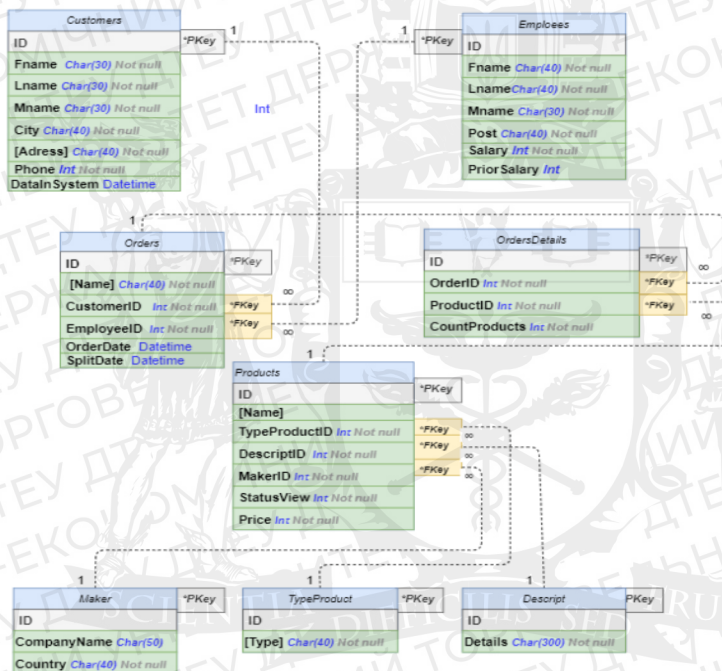 Customers
ID *PKey 1
Fname Char(30) Not null
Lname Char(30) Not null
Mname Char(30) Not null
City Char(40) Not null
[Adress] Char(40) Not null
Phone Int Not null
DataInSystem Datetime
Int
Emploees
1 *PKey ID
Fname Char(40) Not null
LnameChar(40) Not null
Mname Char(30) Not null
Post Char(40) Not null
Salary Int Not null
PriorSalary Int
1
Orders
ID *PKey
[Name] Char(40) Not null
CustomerID Int Not null *FKey ∞
EmployeeID Int Not null *FKey ∞
OrderDate Datetime
SplitDate Datetime
OrdersDetails
ID *PKey
OrderID Int Not null *FKey ∞
ProductID Int Not null *FKey ∞
CountProducts Int Not null
1
Products
ID *PKey
[Name]
TypeProductID Int Not null *FKey ∞
DescriptID Int Not null *FKey ∞
MakerID Int Not null *FKey ∞
StatusView Int Not null
Price Int Not null
1
Maker *PKey
ID
CompanyName Char(50)
Country Char(40) Not null
1
TypeProduct *PKey
ID
[Type] Char(40) Not null
1
Descript PKey
ID
Details Char(300) Not null